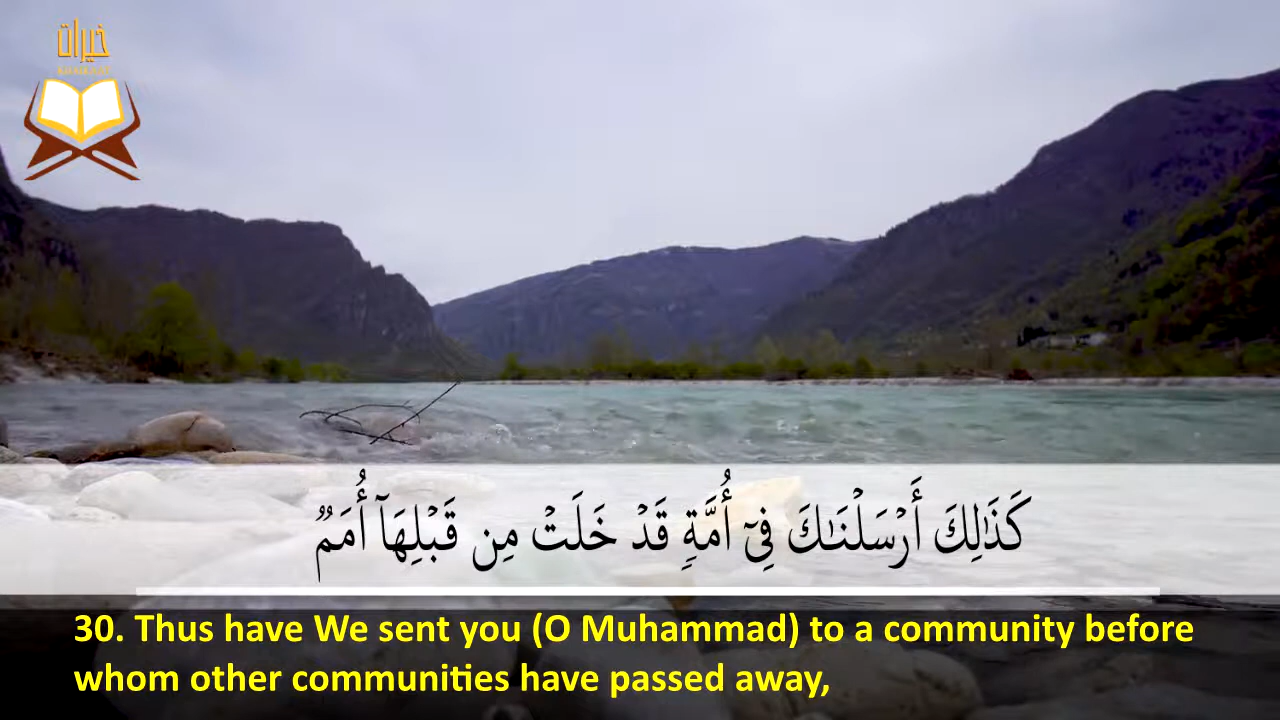 خيرات
كَذَٰلِكَ أَرْسَلْنَـٰكَ فِىٓ أُمَّةٍ قَدْ خَلَتْ مِن قَبْلِهَآ أُمَمٌ
30. Thus have We sent you (O Muhammad) to a community before
whom other communities have passed away,